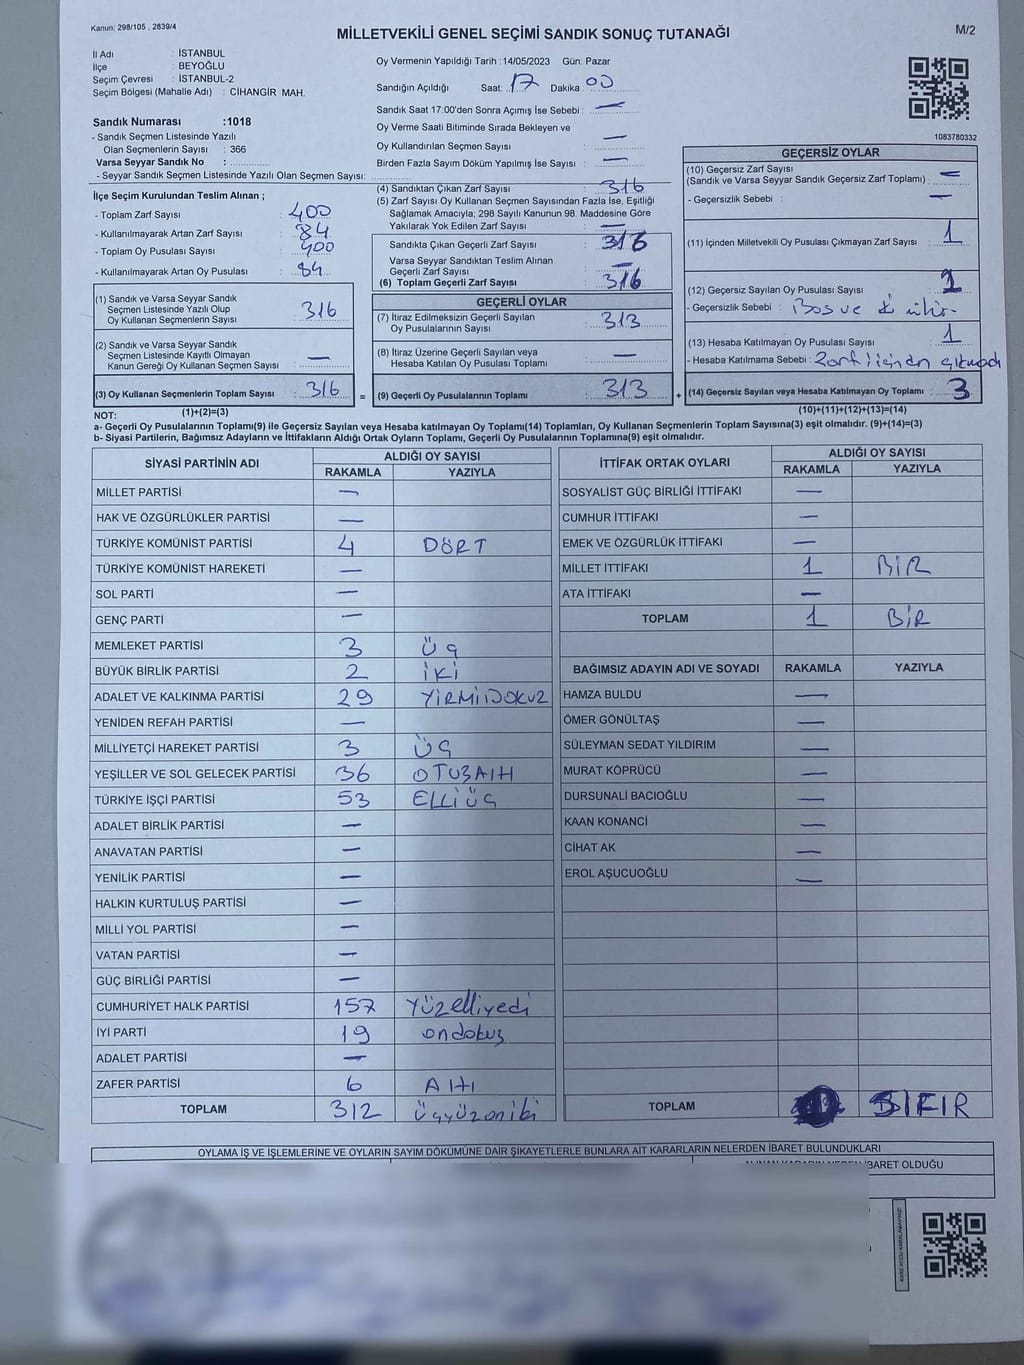 Kanun: 298/105 , 2839/4
MİLLETVEKİLİ GENEL SEÇİMİ SANDIK SONUÇ TUTANAĞI
M/2
İl Adı : İSTANBUL
İlçe : BEYOĞLU
Seçim Çevresi : İSTANBUL-2
Seçim Bölgesi (Mahalle Adı) : CİHANGİR MAH.
Sandık Numarası :1018
- Sandık Seçmen Listesinde Yazılı
Olan Seçmenlerin Sayısı : 366
Varsa Seyyar Sandık No :
- Seyyar Sandık Seçmen Listesinde Yazılı Olan Seçmen Sayısı:
Oy Vermenin Yapıldığı Tarih :14/05/2023 Gün: Pazar
Sandığın Açıldığı Saat: 17 Dakika: 00
Sandık Saat 17:00'den Sonra Açımış İse Sebebi : —
Oy Verme Saati Bitiminde Sırada Bekleyen ve
Oy Kullandırılan Seçmen Sayısı : —
Birden Fazla Sayım Döküm Yapılmış İse Sayısı : —
1083780332
İlçe Seçim Kurulundan Teslim Alınan ;
- Toplam Zarf Sayısı : 400
- Kullanılmayarak Artan Zarf Sayısı : 84
- Toplam Oy Pusulası Sayısı : 400
- Kullanılmayarak Artan Oy Pusulası : 84
(1) Sandık ve Varsa Seyyar Sandık
Seçmen Listesinde Yazılı Olup
Oy Kullanan Seçmenlerin Sayısı : 316
(2) Sandık ve Varsa Seyyar Sandık
Seçmen Listesinde Kayıtlı Olmayan
Kanun Gereği Oy Kullanan Seçmen Sayısı : —
(3) Oy Kullanan Seçmenlerin Toplam Sayısı : 316
(4) Sandıktan Çıkan Zarf Sayısı : 316
(5) Zarf Sayısı Oy Kullanan Seçmen Sayısından Fazla İse, Eşitliği
Sağlamak Amacıyla; 298 Sayılı Kanunun 98. Maddesine Göre
Yakılarak Yok Edilen Zarf Sayısı : —
Sandıkta Çıkan Geçerli Zarf Sayısı : 316
Varsa Seyyar Sandıktan Teslim Alınan
Geçerli Zarf Sayısı : —
(6) Toplam Geçerli Zarf Sayısı : 316
GEÇERLİ OYLAR
(7) İtiraz Edilmeksizin Geçerli Sayılan
Oy Pusulalarının Sayısı : 313
(8) İtiraz Üzerine Geçerli Sayılan veya
Hesaba Katılan Oy Pusulası Toplamı : —
= (9) Geçerli Oy Pusulalarının Toplamı : 313
GEÇERSİZ OYLAR
(10) Geçersiz Zarf Sayısı
(Sandık ve Varsa Seyyar Sandık Geçersiz Zarf Toplamı) : —
- Geçersizlik Sebebi : —
(11) İçinden Milletvekili Oy Pusulası Çıkmayan Zarf Sayısı : 1
(12) Geçersiz Sayılan Oy Pusulası Sayısı : 1
- Geçersizlik Sebebi :
(13) Hesaba Katılmayan Oy Pusulası Sayısı : 1
- Hesaba Katılmama Sebebi : Zarf içinden çıkmadı
+ (14) Geçersiz Sayılan veya Hesaba Katılmayan Oy Toplamı : 3
NOT: (1)+(2)=(3) (10)+(11)+(12)+(13)=(14)
a- Geçerli Oy Pusulalarının Toplamı(9) ile Geçersiz Sayılan veya Hesaba katılmayan Oy Toplamı(14) Toplamları, Oy Kullanan Seçmenlerin Toplam Sayısına(3) eşit olmalıdır. (9)+(14)=(3)
b- Siyasi Partilerin, Bağımsız Adayların ve İttifakların Aldığı Ortak Oyların Toplamı, Geçerli Oy Pusulalarının Toplamına(9) eşit olmalıdır.
SİYASİ PARTİNİN ADI ALDIĞI OY SAYISI
RAKAMLA YAZIYLA
MİLLET PARTİSİ —
HAK VE ÖZGÜRLÜKLER PARTİSİ —
TÜRKİYE KOMÜNİST PARTİSİ 4 DÖRT
TÜRKİYE KOMÜNİST HAREKETİ —
SOL PARTİ —
GENÇ PARTİ —
MEMLEKET PARTİSİ 3 ÜÇ
BÜYÜK BİRLİK PARTİSİ 2 İKİ
ADALET VE KALKINMA PARTİSİ 29 YİRMİDOKUZ
YENİDEN REFAH PARTİSİ —
MİLLİYETÇİ HAREKET PARTİSİ 3 ÜÇ
YEŞİLLER VE SOL GELECEK PARTİSİ 36 OTUZAltı
TÜRKİYE İŞÇİ PARTİSİ 53 ELLİÜÇ
ADALET BİRLİK PARTİSİ —
ANAVATAN PARTİSİ —
YENİLİK PARTİSİ —
HALKIN KURTULUŞ PARTİSİ —
MİLLİ YOL PARTİSİ —
VATAN PARTİSİ —
GÜÇ BİRLİĞİ PARTİSİ —
CUMHURİYET HALK PARTİSİ 157 Yüzelliyedi
İYİ PARTİ 19 ondokuz
ADALET PARTİSİ —
ZAFER PARTİSİ 6 Altı
TOPLAM 312 üçyüzoniki
İTTİFAK ORTAK OYLARI ALDIĞI OY SAYISI
RAKAMLA YAZIYLA
SOSYALİST GÜÇ BİRLİĞİ İTTİFAKI —
CUMHUR İTTİFAKI —
EMEK VE ÖZGÜRLÜK İTTİFAKI —
MİLLET İTTİFAKI 1 BİR
ATA İTTİFAKI —
TOPLAM 1 BİR
BAĞIMSIZ ADAYIN ADI VE SOYADI RAKAMLA YAZIYLA
HAMZA BULDU —
ÖMER GÖNÜLTAŞ —
SÜLEYMAN SEDAT YILDIRIM —
MURAT KÖPRÜCÜ —
DURSUNALİ BACIOĞLU —
KAAN KONANCİ —
CİHAT AK —
EROL AŞUCUOĞLU —
TOPLAM SIFIR
OYLAMA İŞ VE İŞLEMLERİNE VE OYLARIN SAYIM DÖKÜMÜNE DAİR ŞİKAYETLERLE BUNLARA AİT KARARLARIN NELERDEN İBARET BULUNDUKLARI
İBARET OLDUĞU